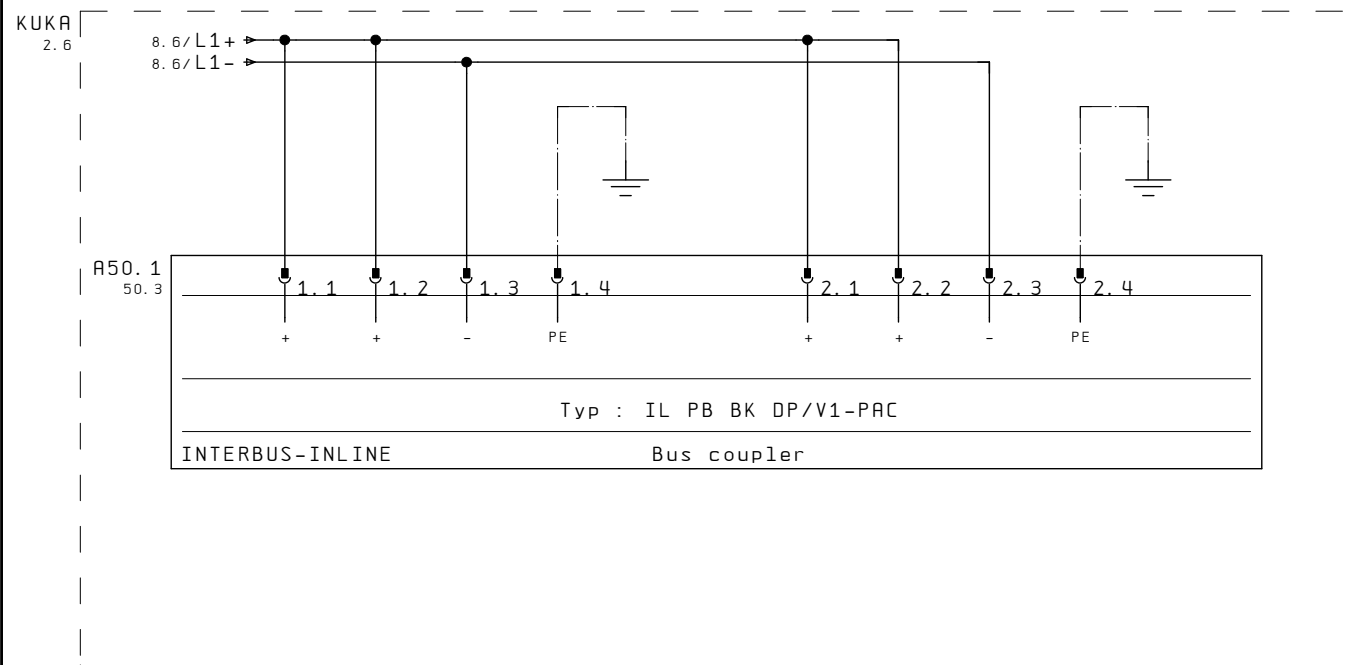 KUKA
2.6
8.6/L1+
8.6/L1-
A50.1
50.3
1.1 1.2 1.3 1.4 2.1 2.2 2.3 2.4
+ + - PE + + - PE
Typ : IL PB BK DP/V1-PAC
INTERBUS-INLINE Bus coupler